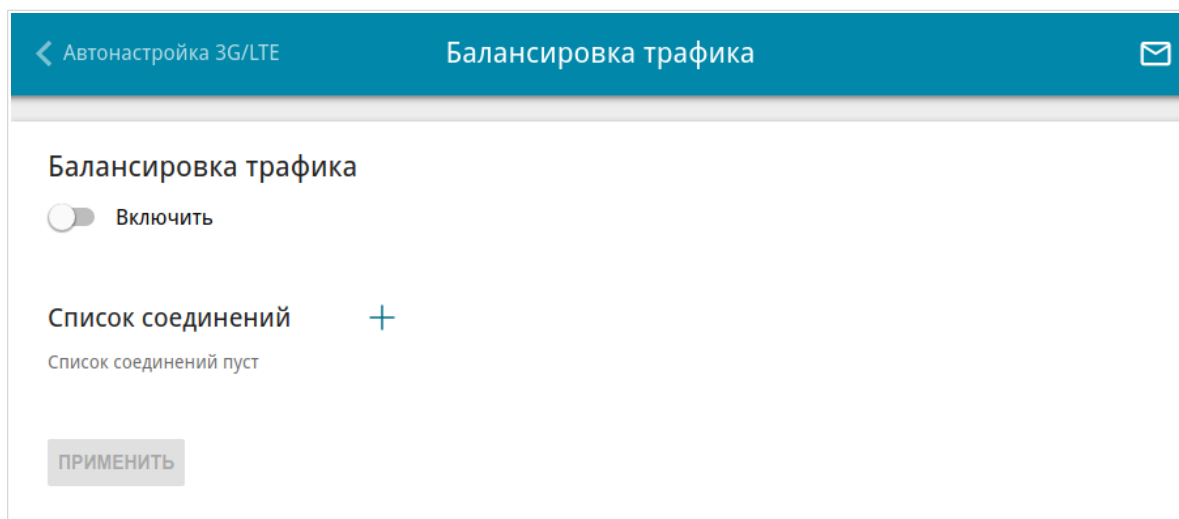 Автонастройка 3G/LTE
Балансировка трафика
Балансировка трафика
Включить
Список соединений
Список соединений пуст
ПРИМЕНИТЬ